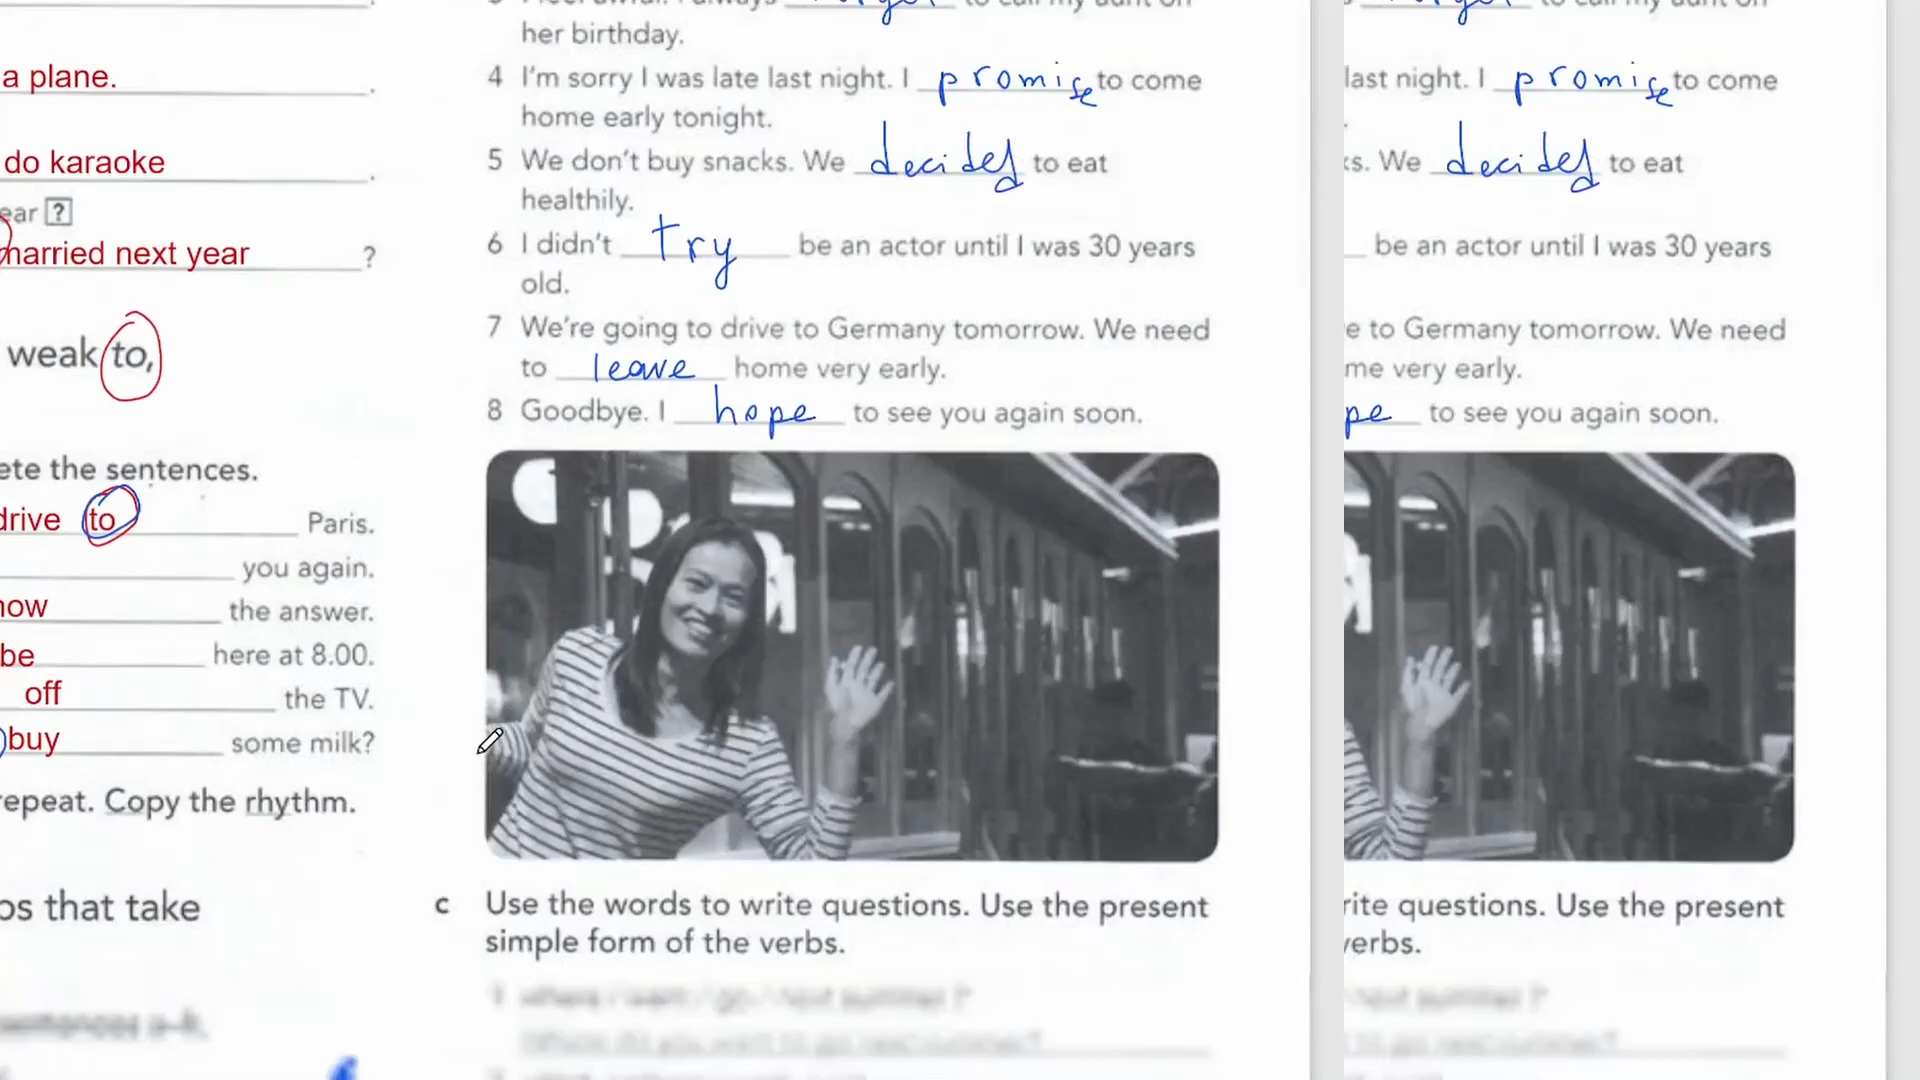 a plane. .
do karaoke .
ear ?
married next year ?
weak to,
ete the sentences.
drive to Paris.
you again.
now the answer.
be here at 8.00.
off the TV.
buy some milk?
repeat. Copy the rhythm.
bs that take
her birthday.
4 I'm sorry I was late last night. I promise to come
home early tonight.
5 We don't buy snacks. We decided to eat
healthily.
6 I didn't try be an actor until I was 30 years
old.
7 We're going to drive to Germany tomorrow. We need
to leave home very early.
8 Goodbye. I hope to see you again soon.
c Use the words to write questions. Use the present
simple form of the verbs.
last night. I promise to come
ks. We decided to eat
be an actor until I was 30 years
e to Germany tomorrow. We need
me very early.
pe to see you again soon.
rite questions. Use the present
verbs.